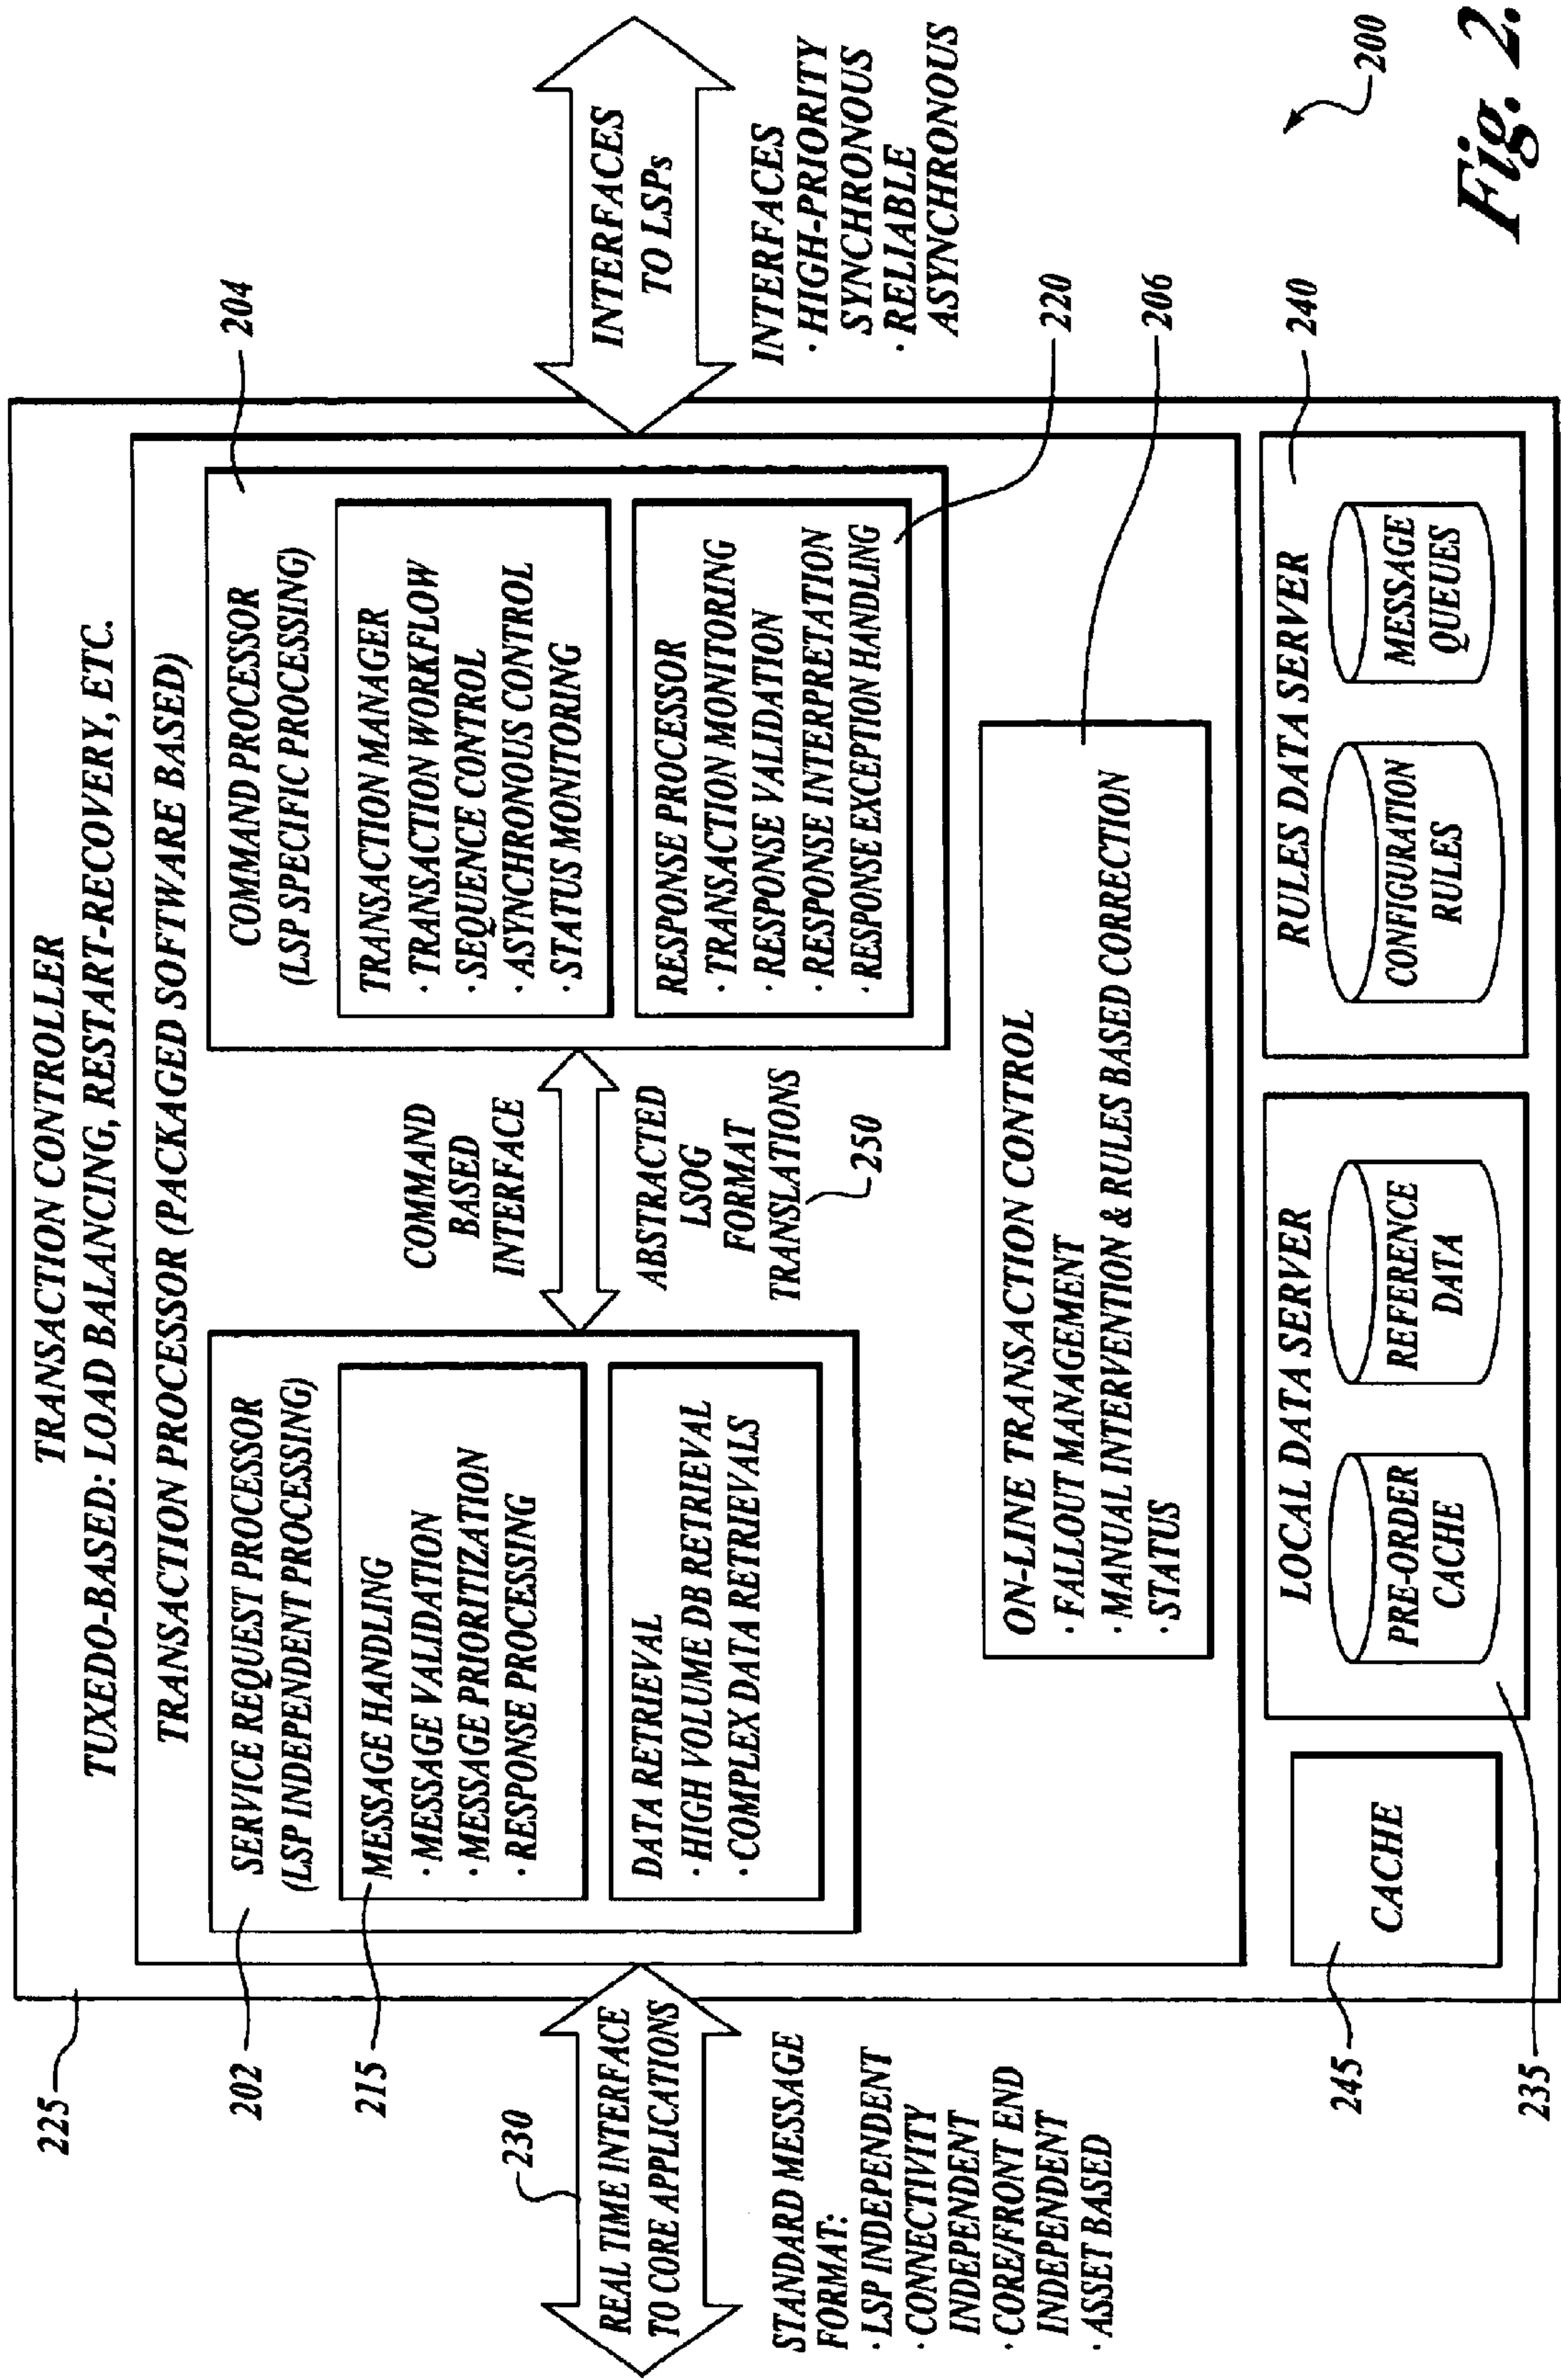 TRANSACTION CONTROLLER
TUXEDO-BASED: LOAD BALANCING, RESTART-RECOVERY, ETC.
TRANSACTION PROCESSOR (PACKAGED SOFTWARE BASED)
225
202
215
SERVICE REQUEST PROCESSOR
(LSP INDEPENDENT PROCESSING)
MESSAGE HANDLING
· MESSAGE VALIDATION
· MESSAGE PRIORITIZATION
· RESPONSE PROCESSING
DATA RETRIEVAL
· HIGH VOLUME DB RETRIEVAL
· COMPLEX DATA RETRIEVALS
230
REAL TIME INTERFACE
TO CORE APPLICATIONS
STANDARD MESSAGE
FORMAT:
· LSP INDEPENDENT
· CONNECTIVITY
INDEPENDENT
· CORE/FRONT END
INDEPENDENT
· ASSET BASED
COMMAND
BASED
INTERFACE
ABSTRACTED
LSOG
FORMAT
TRANSLATIONS
250
204
COMMAND PROCESSOR
(LSP SPECIFIC PROCESSING)
TRANSACTION MANAGER
· TRANSACTION WORKFLOW
· SEQUENCE CONTROL
· ASYNCHRONOUS CONTROL
· STATUS MONITORING
RESPONSE PROCESSOR
· TRANSACTION MONITORING
· RESPONSE VALIDATION
· RESPONSE INTERPRETATION
· RESPONSE EXCEPTION HANDLING
INTERFACES
TO LSPs
INTERFACES
· HIGH-PRIORITY
SYNCHRONOUS
· RELIABLE
ASYNCHRONOUS
220
206
ON-LINE TRANSACTION CONTROL
· FALLOUT MANAGEMENT
· MANUAL INTERVENTION & RULES BASED CORRECTION
· STATUS
245
CACHE
235
LOCAL DATA SERVER
PRE-ORDER
CACHE
REFERENCE
DATA
240
RULES DATA SERVER
CONFIGURATION
RULES
MESSAGE
QUEUES
200
Fig. 2.